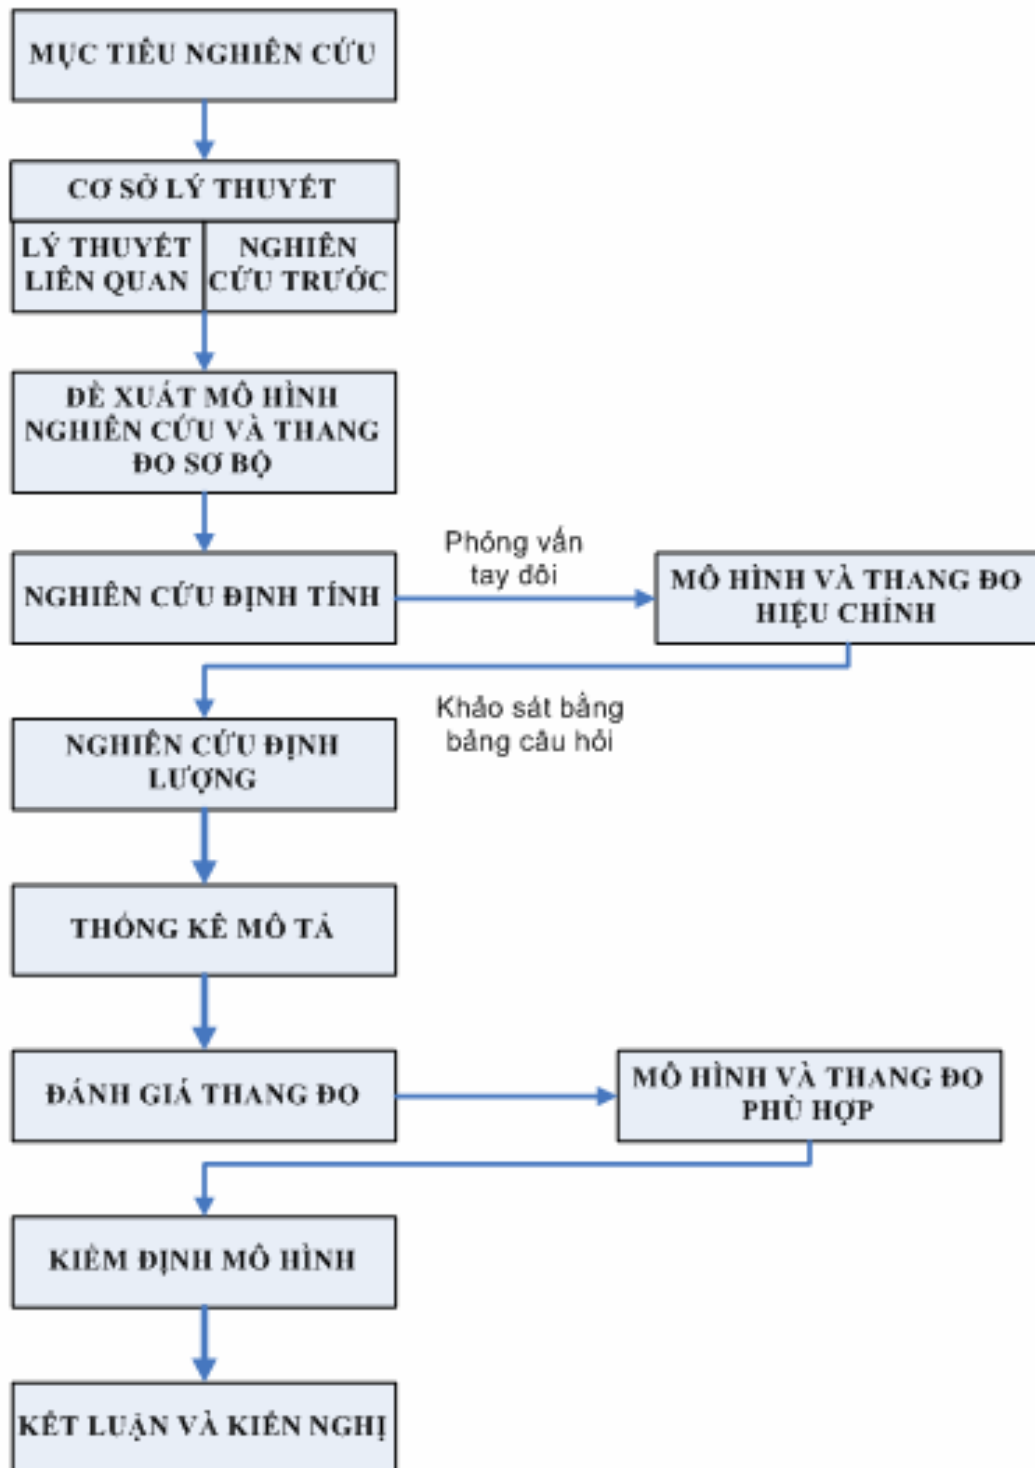 MỤC TIÊU NGHIÊN CỨU
CƠ SỞ LÝ THUYẾT
LÝ THUYẾT
LIÊN QUAN
NGHIÊN
CỨU TRƯỚC
ĐỀ XUẤT MÔ HÌNH
NGHIÊN CỨU VÀ THANG
ĐO SƠ BỘ
NGHIÊN CỨU ĐỊNH TÍNH
Phỏng vấn
tay đôi
MÔ HÌNH VÀ THANG ĐO
HIỆU CHỈNH
Khảo sát bằng
bảng câu hỏi
NGHIÊN CỨU ĐỊNH
LƯỢNG
THỐNG KÊ MÔ TẢ
ĐÁNH GIÁ THANG ĐO
MÔ HÌNH VÀ THANG ĐO
PHÙ HỢP
KIỂM ĐỊNH MÔ HÌNH
KẾT LUẬN VÀ KIẾN NGHỊ